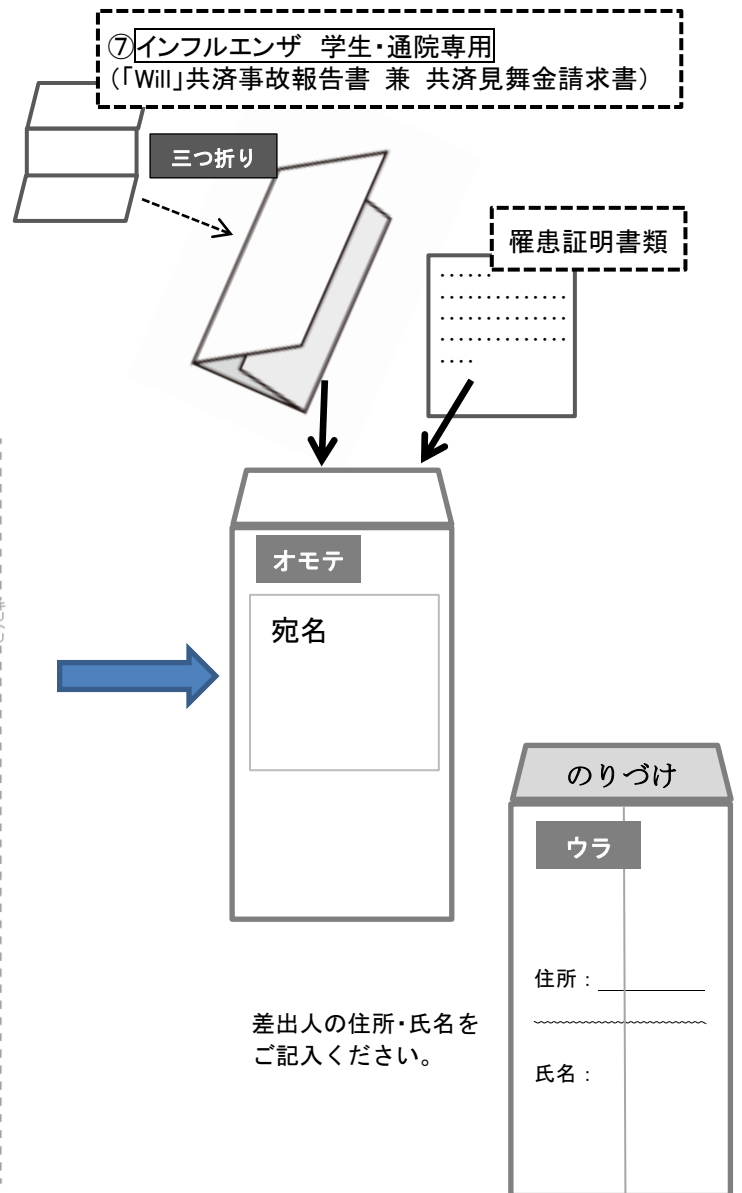 ⑦インフルエンザ 学生・通院専用
(「Will」共済事故報告書 兼 共済見舞金請求書)
三つ折り
罹患証明書類
オモテ
宛名
のりづけ
ウラ
住所:
差出人の住所・氏名を
ご記入ください。
氏名: